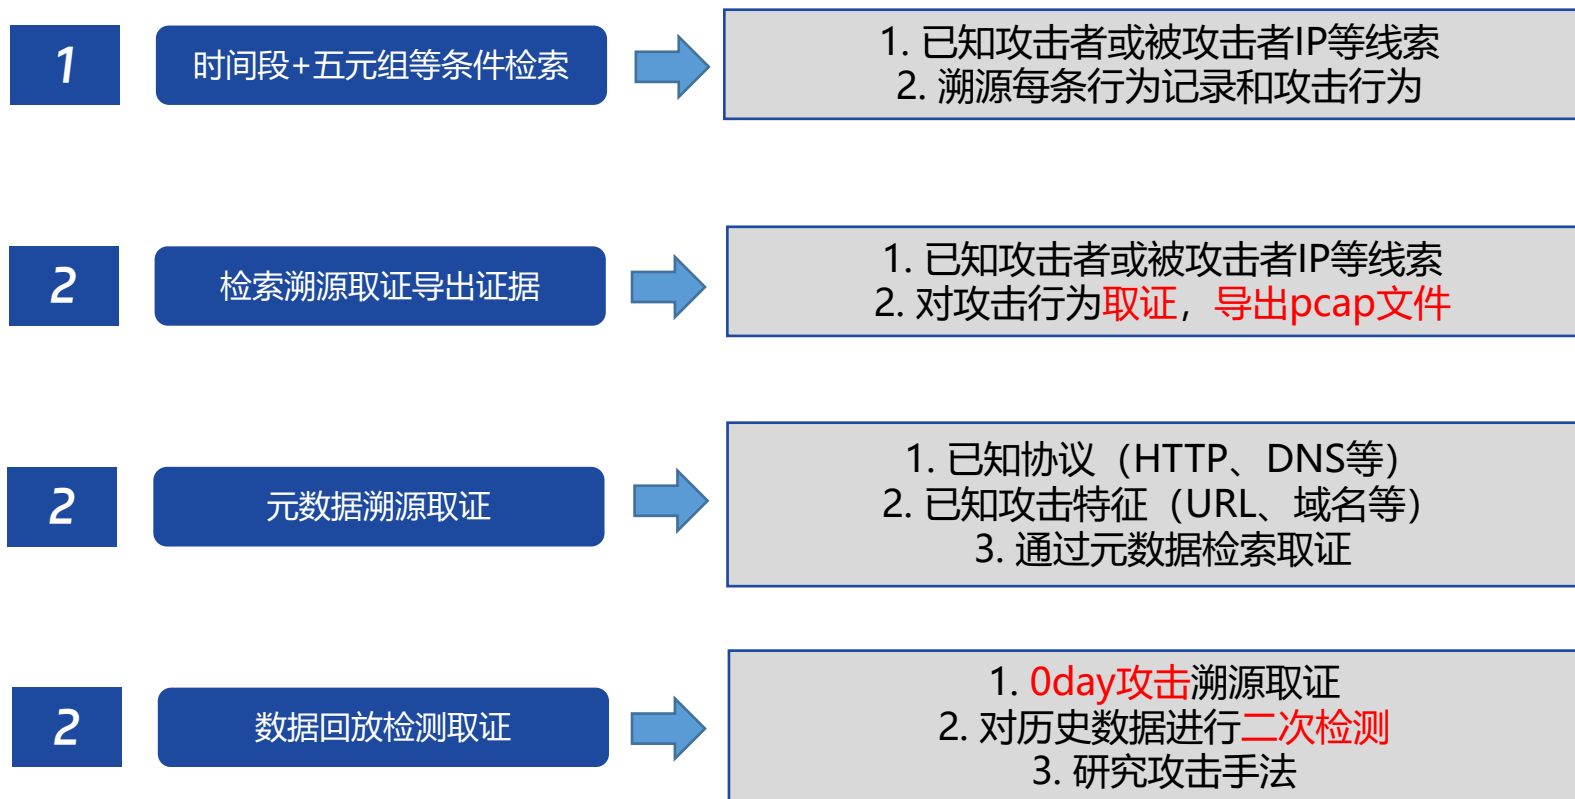 1
时间段+五元组等条件检索
1. 已知攻击者或被攻击者IP等线索
2. 溯源每条行为记录和攻击行为
2
检索溯源取证导出证据
1. 已知攻击者或被攻击者IP等线索
2. 对攻击行为取证，导出pcap文件
2
元数据溯源取证
1. 已知协议（HTTP、DNS等）
2. 已知攻击特征（URL、域名等）
3. 通过元数据检索取证
2
数据回放检测取证
1. 0day攻击溯源取证
2. 对历史数据进行二次检测
3. 研究攻击手法